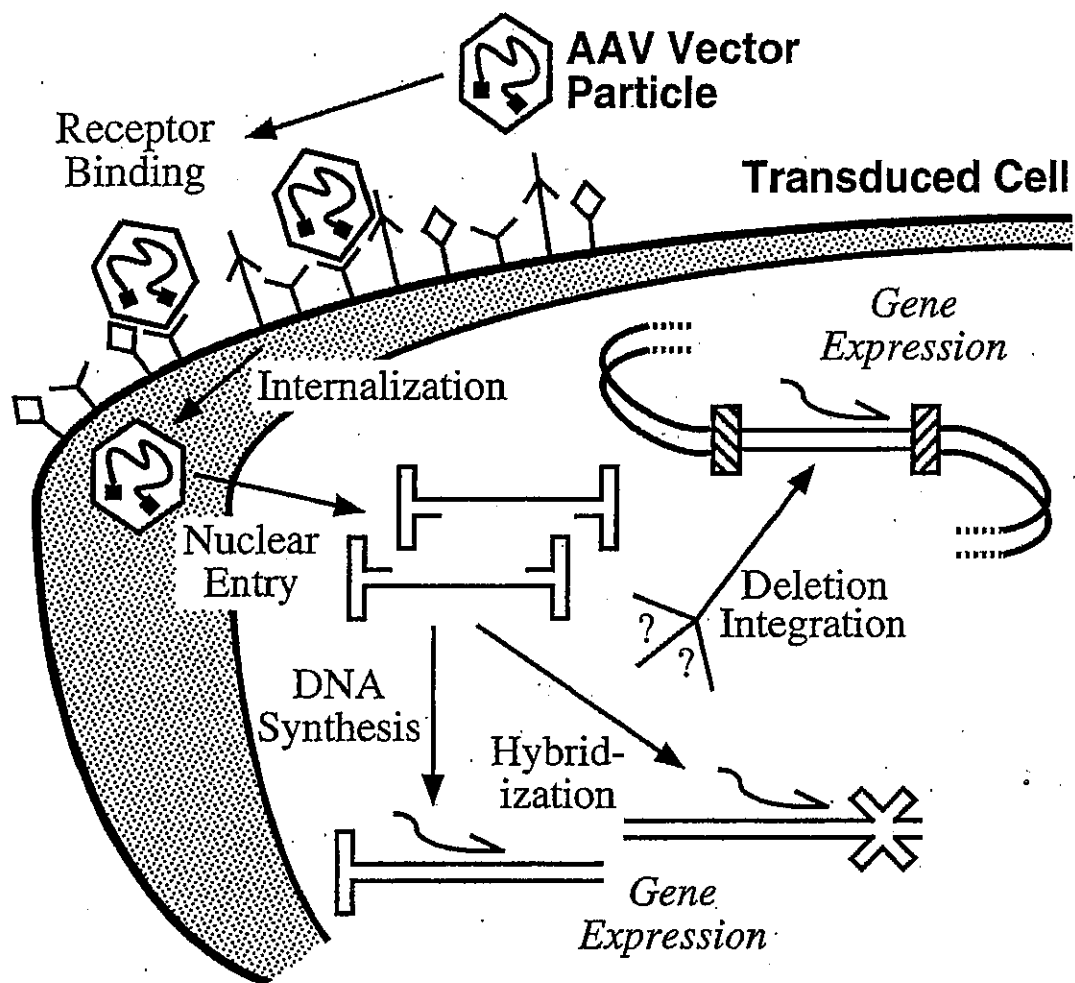 AAV Vector
Particle
Receptor
Binding
Transduced Cell
Gene
Expression
Internalization
Nuclear
Entry
Deletion
Integration
?
?
DNA
Synthesis
Hybrid-
ization
Gene
Expression